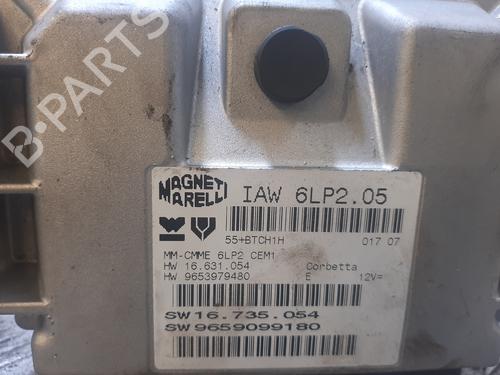 B-PARTS
MAGNETI MARELLI
IAW 6LP2.05
55+BTCH1H 017 07
MM-CMME 6LP2 CEM1
HW 16.631.054 Corbetta
HW 9653979480 E 12V=
SW16.735.054
SW9659099180